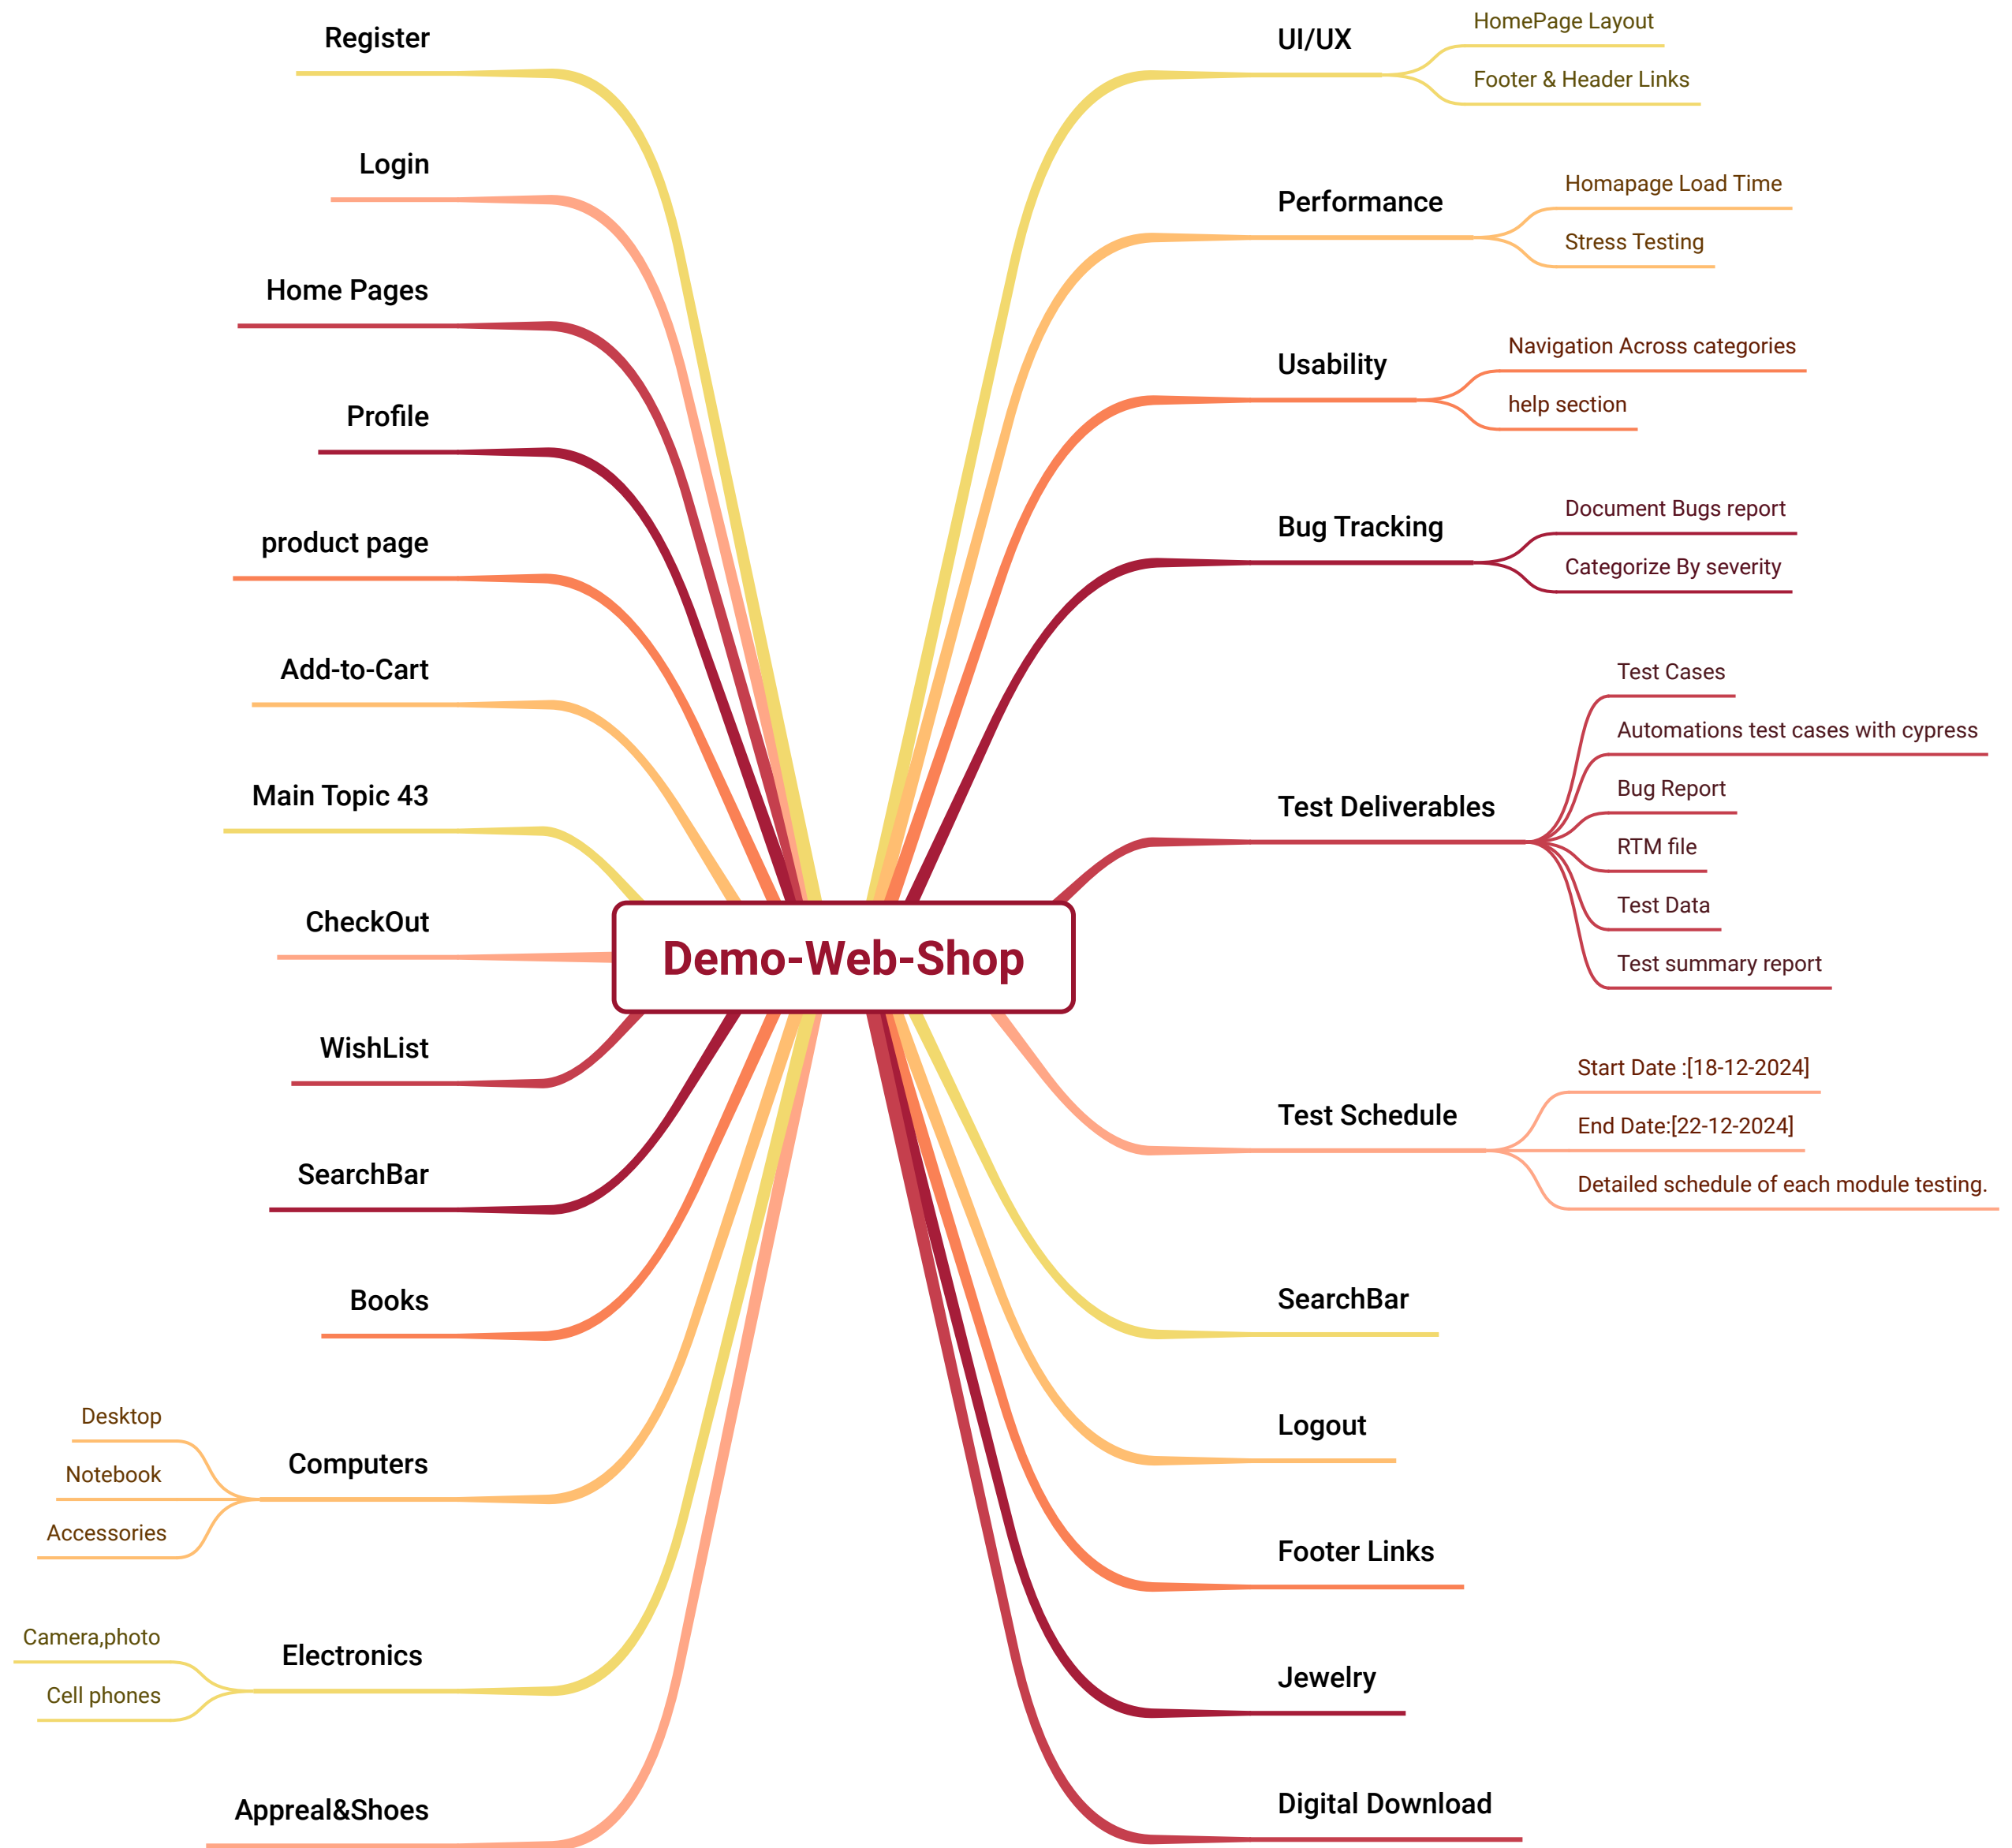 Register
Login
Home Pages
Profile
product page
Add-to-Cart
Main Topic 43
CheckOut
WishList
SearchBar
Books
Computers
Desktop
Notebook
Accessories
Electronics
Camera,photo
Cell phones
Appreal&Shoes
Demo-Web-Shop
UI/UX
HomePage Layout
Footer & Header Links
Performance
Homapage Load Time
Stress Testing
Usability
Navigation Across categories
help section
Bug Tracking
Document Bugs report
Categorize By severity
Test Deliverables
Test Cases
Automations test cases with cypress
Bug Report
RTM file
Test Data
Test summary report
Test Schedule
Start Date :[18-12-2024]
End Date:[22-12-2024]
Detailed schedule of each module testing.
SearchBar
Logout
Footer Links
Jewelry
Digital Download